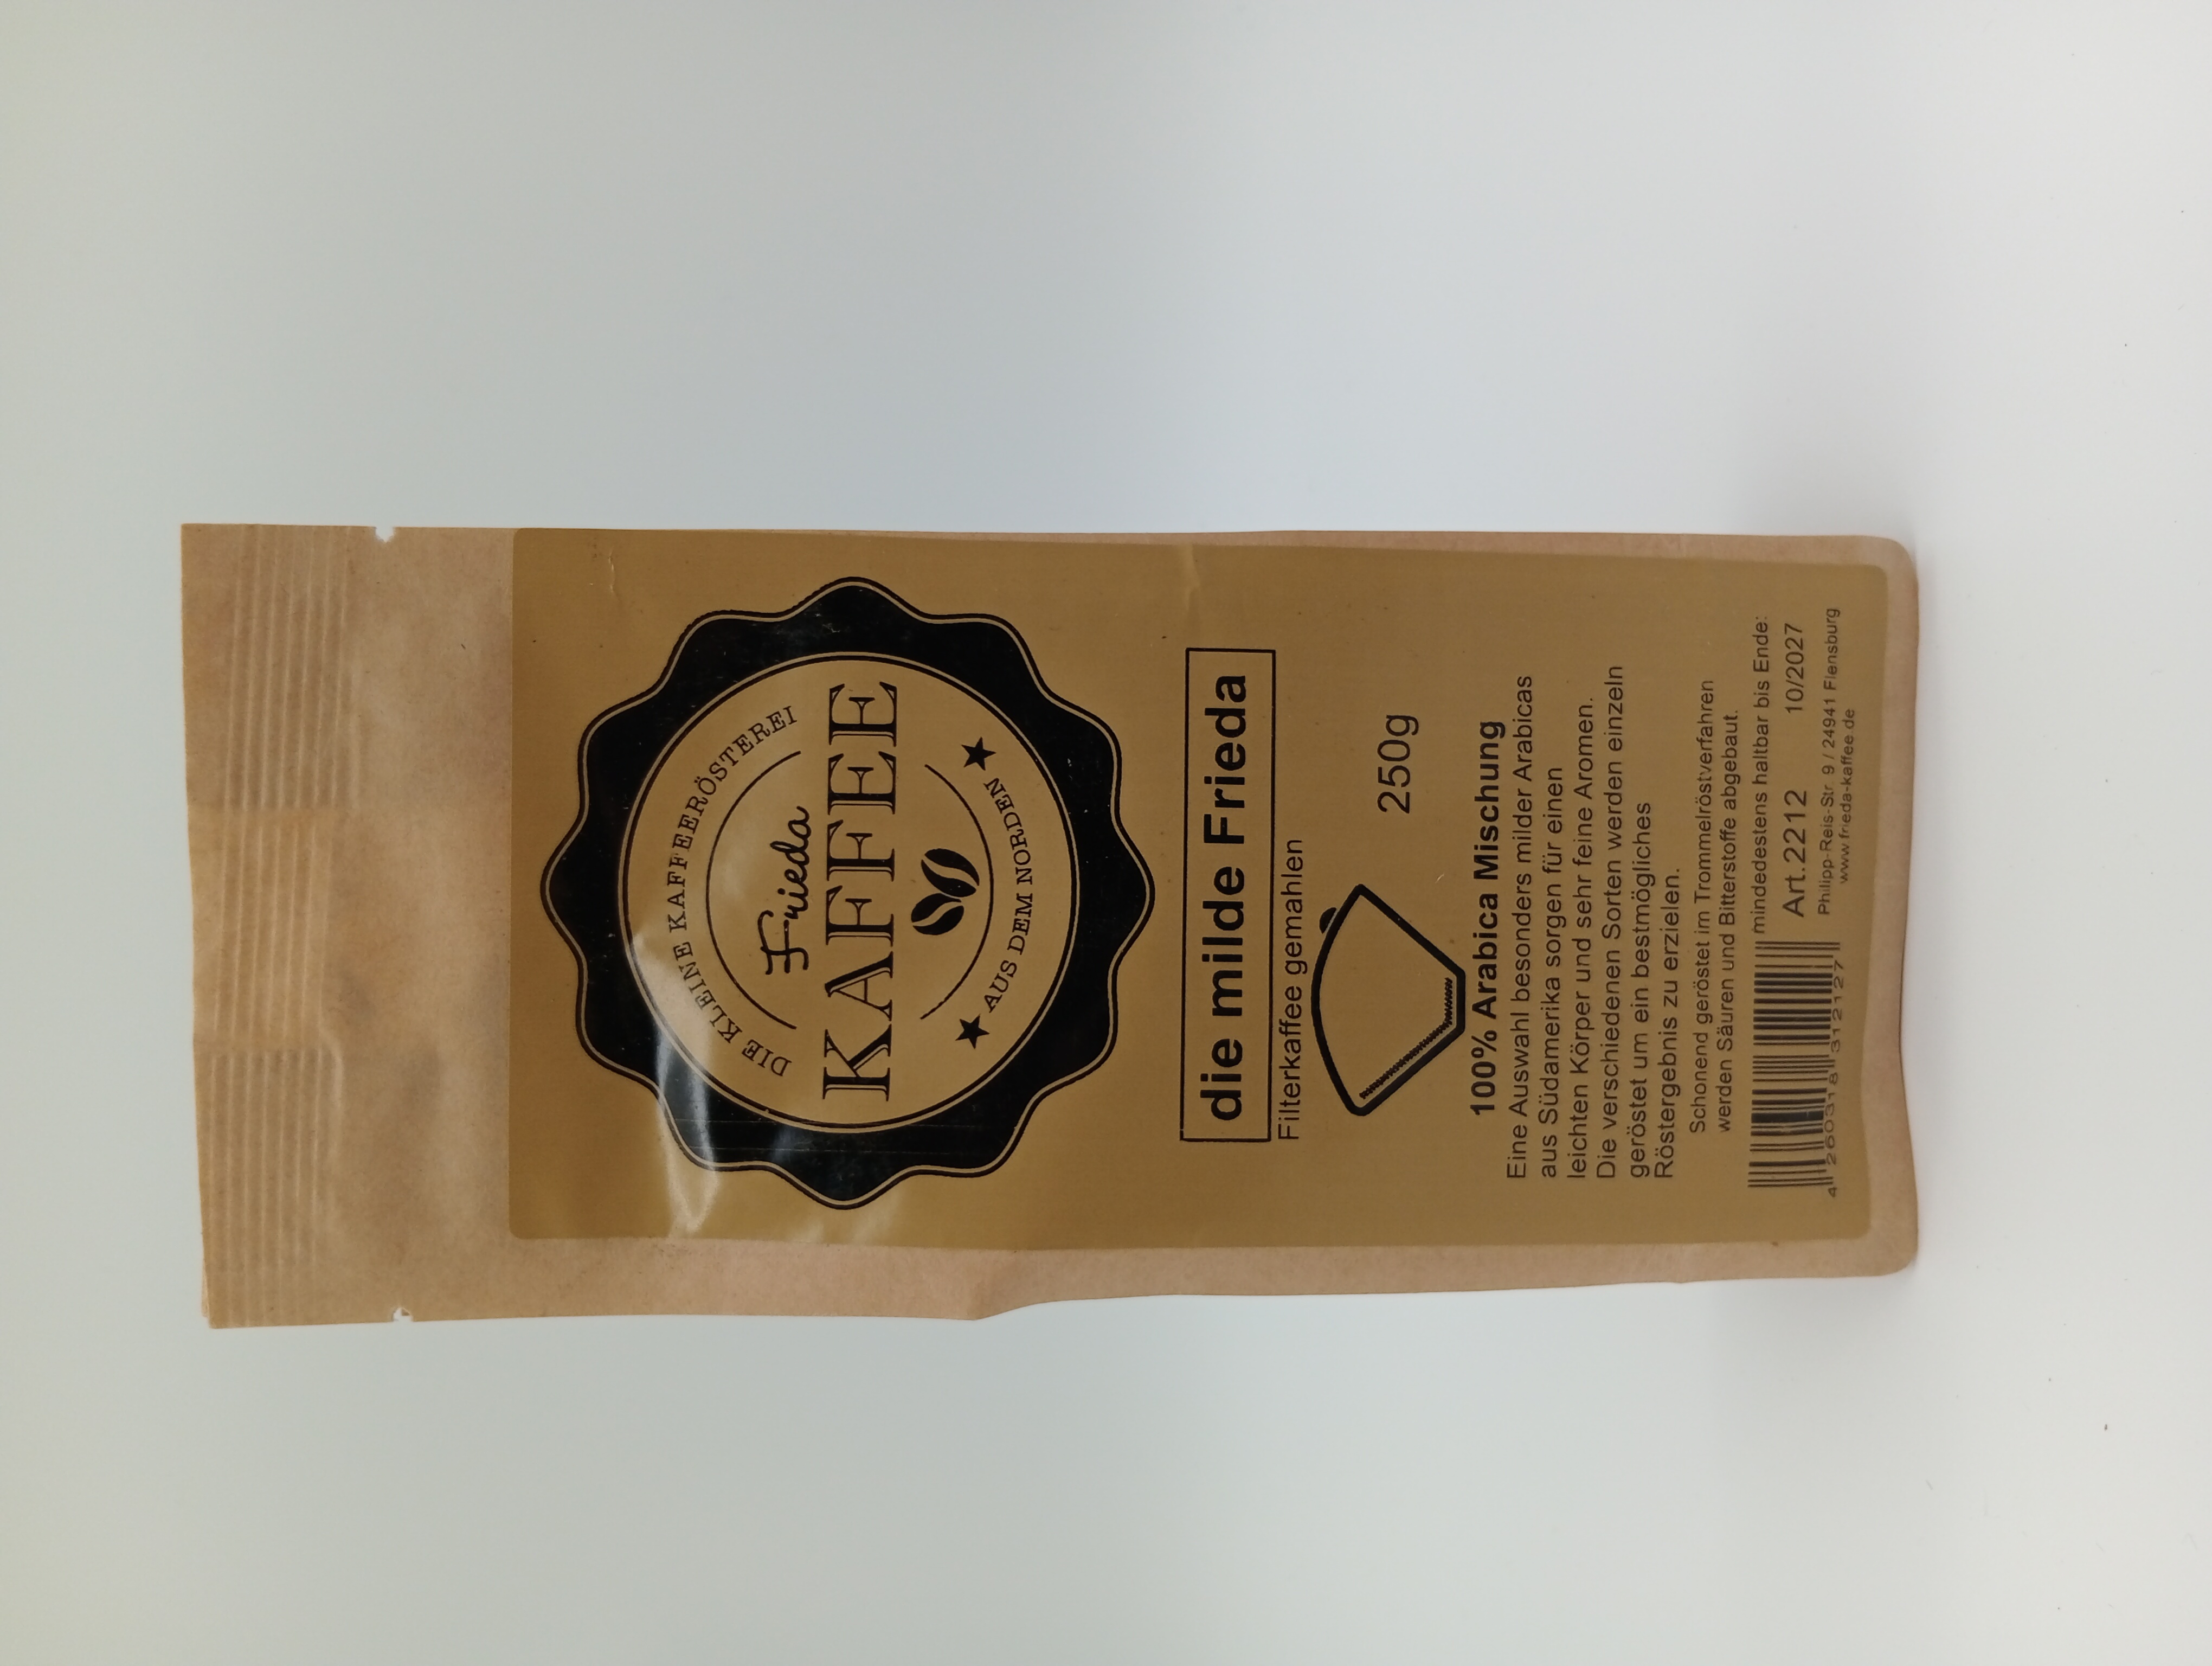 DIE KLEINE KAFFEERÖSTEREI
Frieda
KAFFEE
★ AUS DEM NORDEN ★
die milde Frieda
Filterkaffee gemahlen
250g
100% Arabica Mischung
Eine Auswahl besonders milder Arabicas
aus Südamerika sorgen für einen
leichten Körper und sehr feine Aromen.
Die verschiedenen Sorten werden einzeln
geröstet um ein bestmögliches
Röstergebnis zu erzielen.
Schonend geröstet im Trommelröstverfahren
werden Säuren und Bitterstoffe abgebaut.
mindedestens haltbar bis Ende:
Art.2212 10/2027
Philipp-Reis-Str 9 / 24941 Flensburg
www.frieda-kaffee.de
4 260318 312127